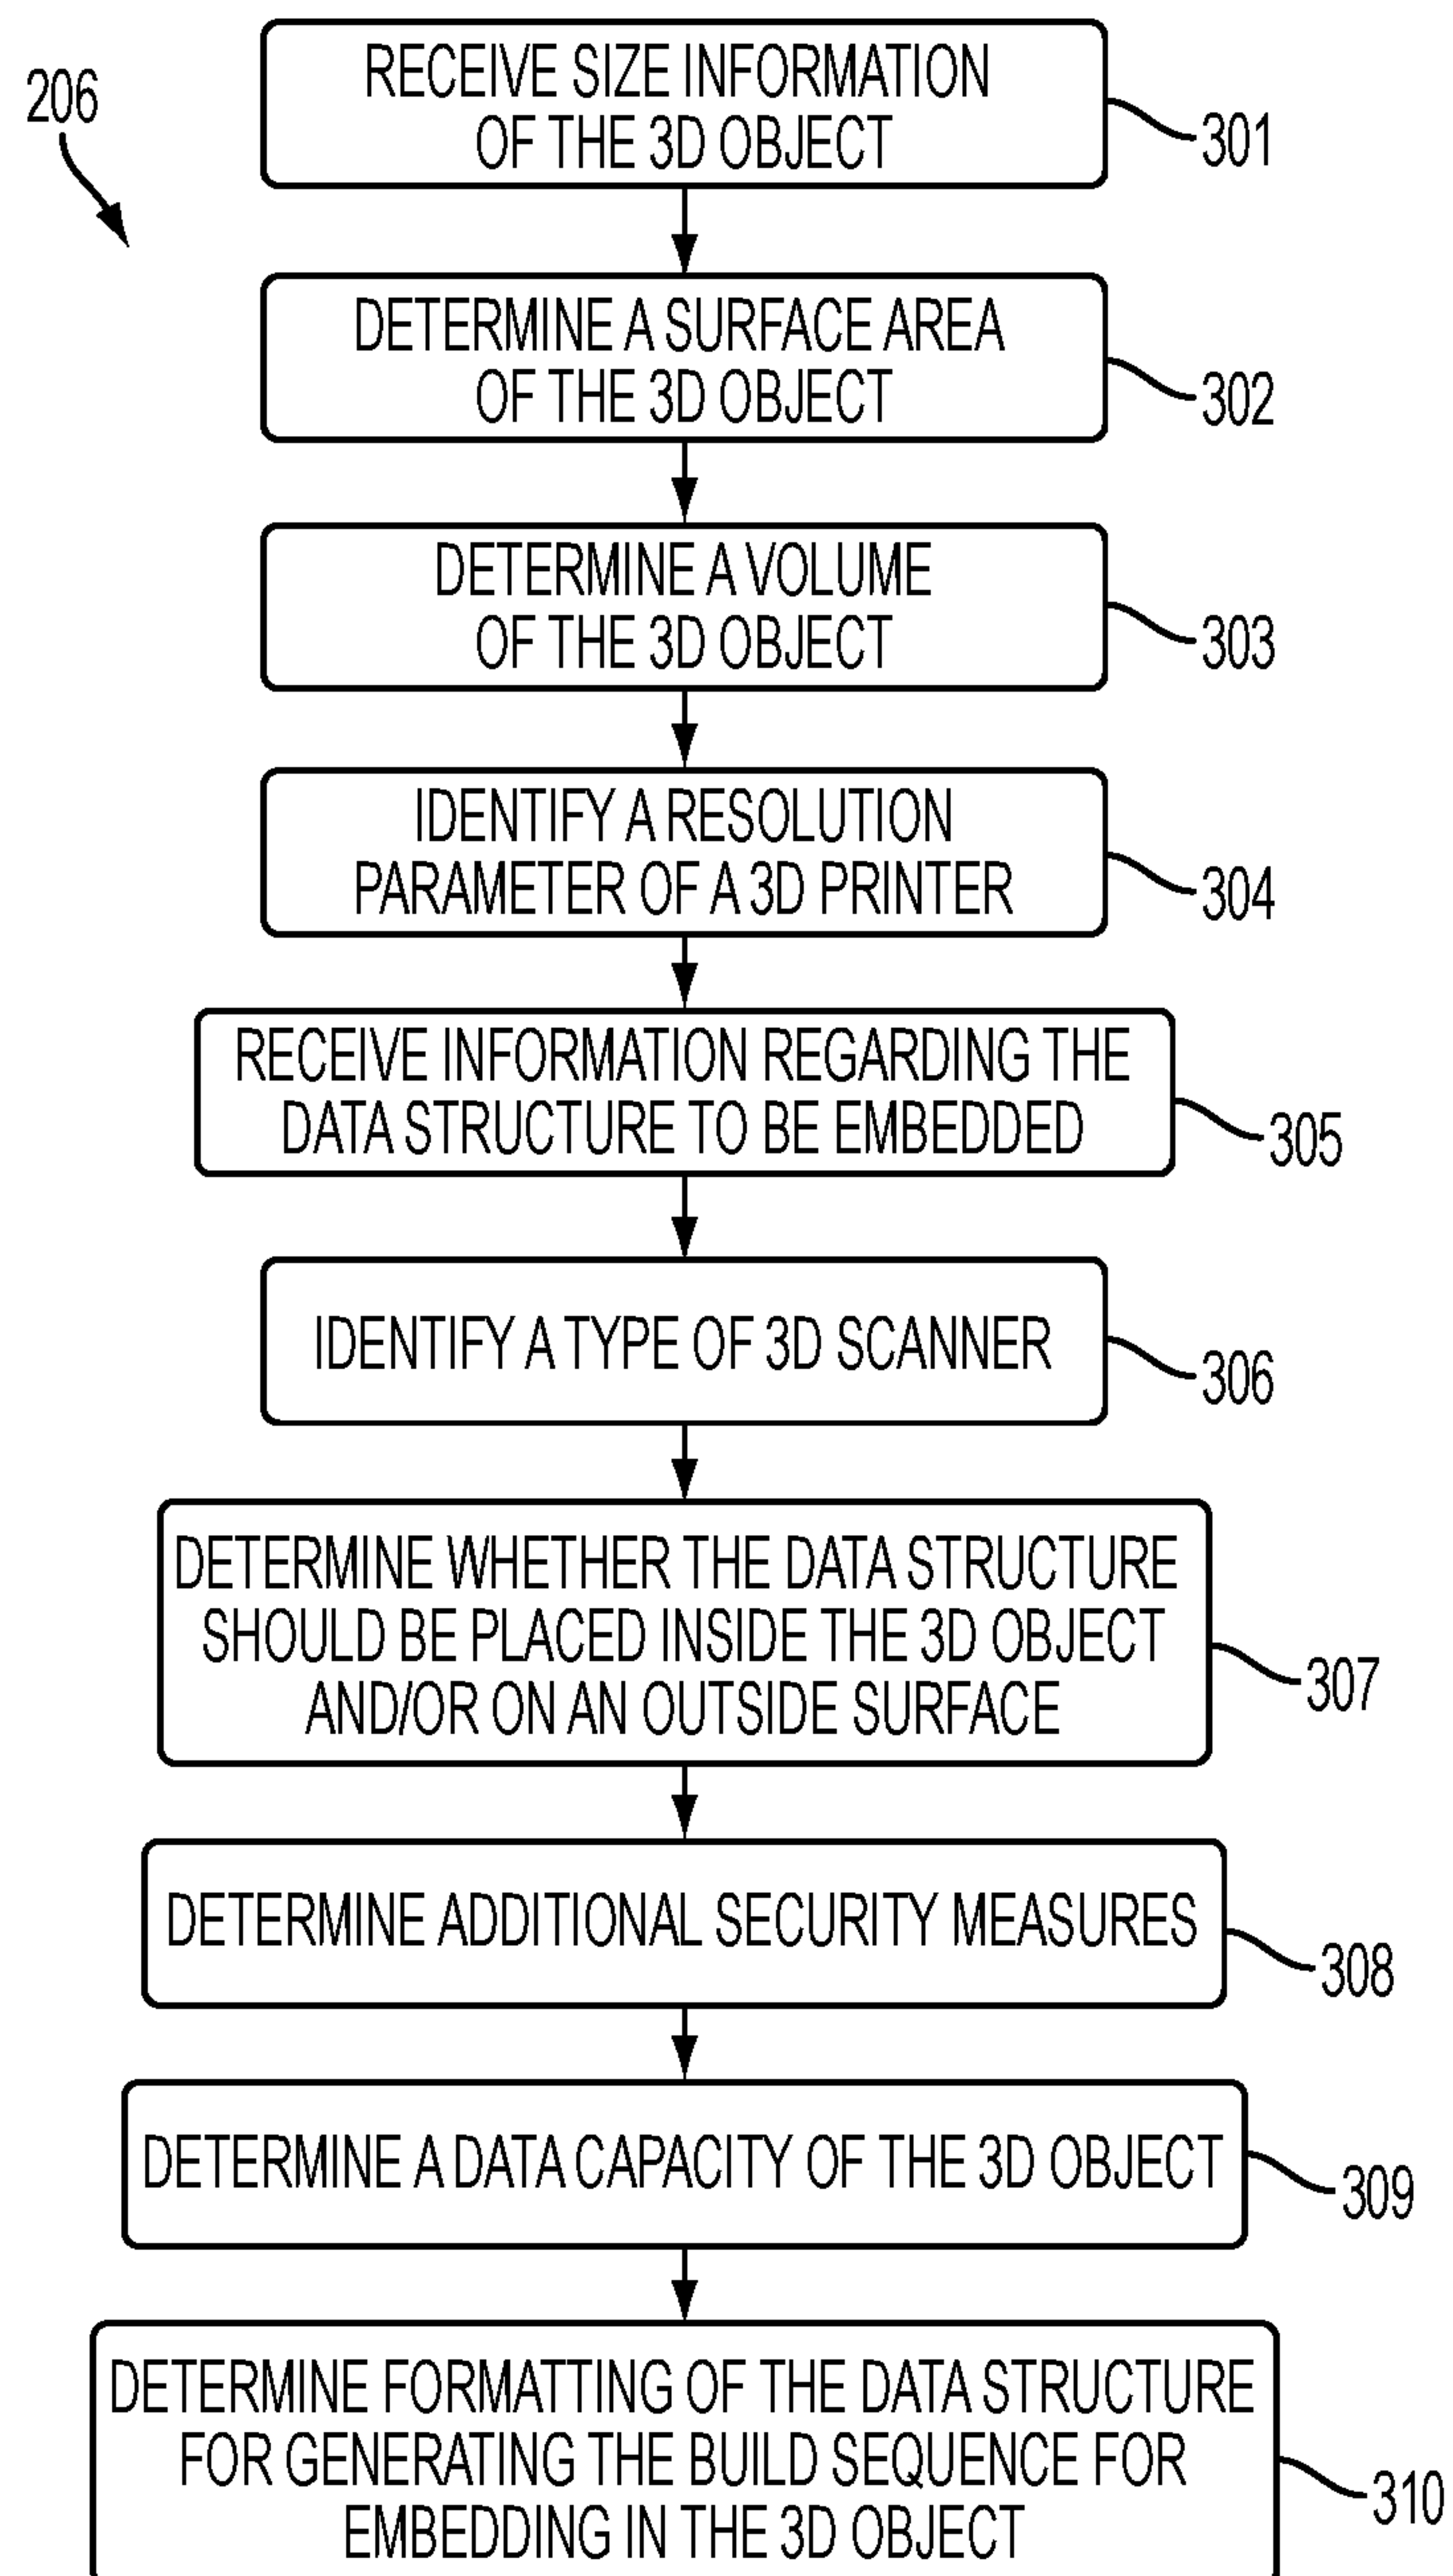 206
RECEIVE SIZE INFORMATION
OF THE 3D OBJECT
301
DETERMINE A SURFACE AREA
OF THE 3D OBJECT
302
DETERMINE A VOLUME
OF THE 3D OBJECT
303
IDENTIFY A RESOLUTION
PARAMETER OF A 3D PRINTER
304
RECEIVE INFORMATION REGARDING THE
DATA STRUCTURE TO BE EMBEDDED
305
IDENTIFY A TYPE OF 3D SCANNER
306
DETERMINE WHETHER THE DATA STRUCTURE
SHOULD BE PLACED INSIDE THE 3D OBJECT
AND/OR ON AN OUTSIDE SURFACE
307
DETERMINE ADDITIONAL SECURITY MEASURES
308
DETERMINE A DATA CAPACITY OF THE 3D OBJECT
309
DETERMINE FORMATTING OF THE DATA STRUCTURE
FOR GENERATING THE BUILD SEQUENCE FOR
EMBEDDING IN THE 3D OBJECT
310